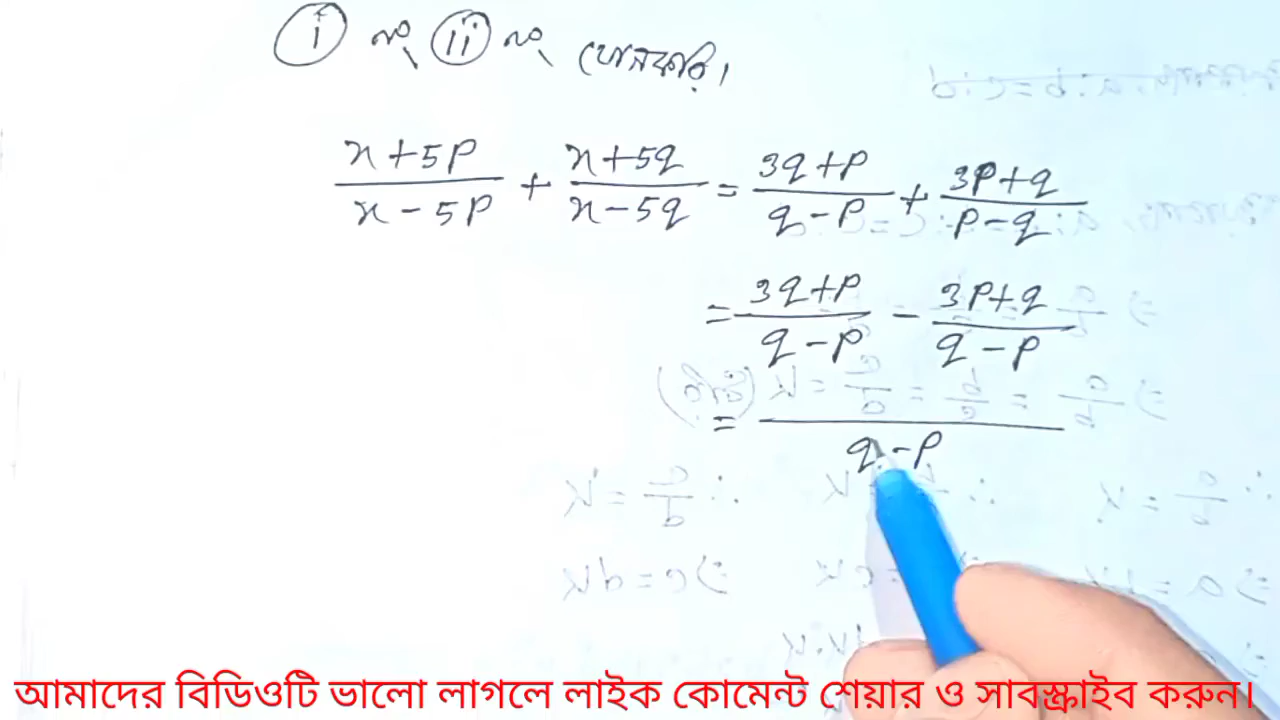 i নং ii নং যোগ করি।
x+5p/x-5p + x+5q/x-5q = 3q+p/q-p + 3p+q/p-q
= 3q+p/q-p - 3p+q/q-p
= /q-p
আমাদের বিডিওটি ভালো লাগলে লাইক কোমেন্ট শেয়ার ও সাবস্ক্রাইব করুন।